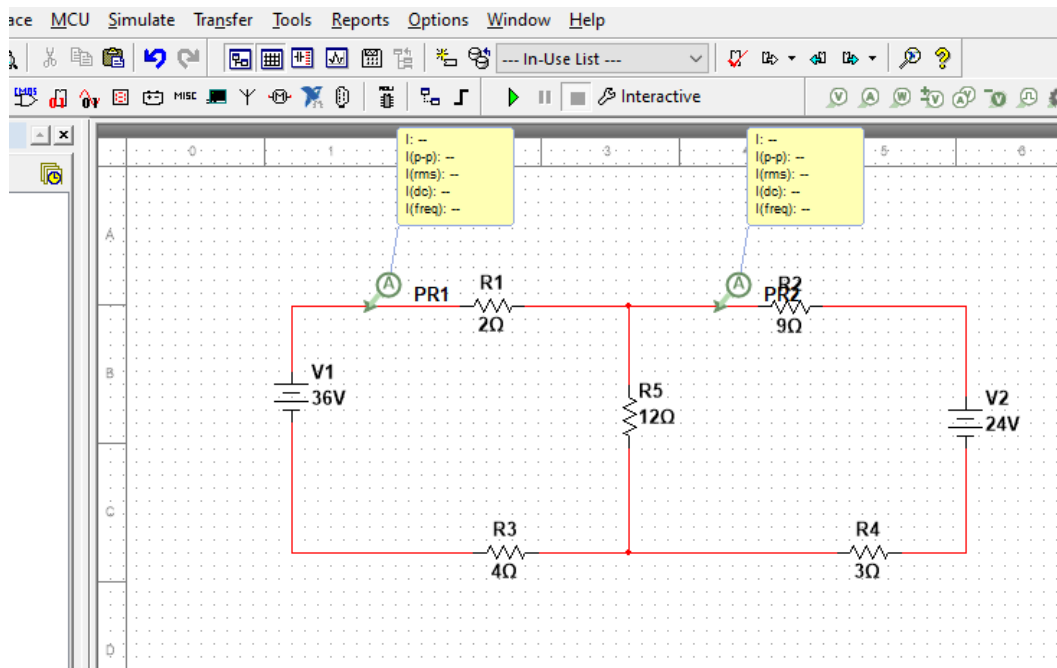 ace MCU Simulate Transfer Tools Reports Options Window Help
--- In-Use List ---
MISC Interactive
V A W V A V
0 1 3 4 5 6
I: --
I(p-p): --
I(rms): --
I(dc): --
I(freq): --
I: --
I(p-p): --
I(rms): --
I(dc): --
I(freq): --
A
A A
PR1 R1 PR2 R2
2Ω 9Ω
B
V1
36V
R5
12Ω
V2
24V
C
R3 R4
4Ω 3Ω
D